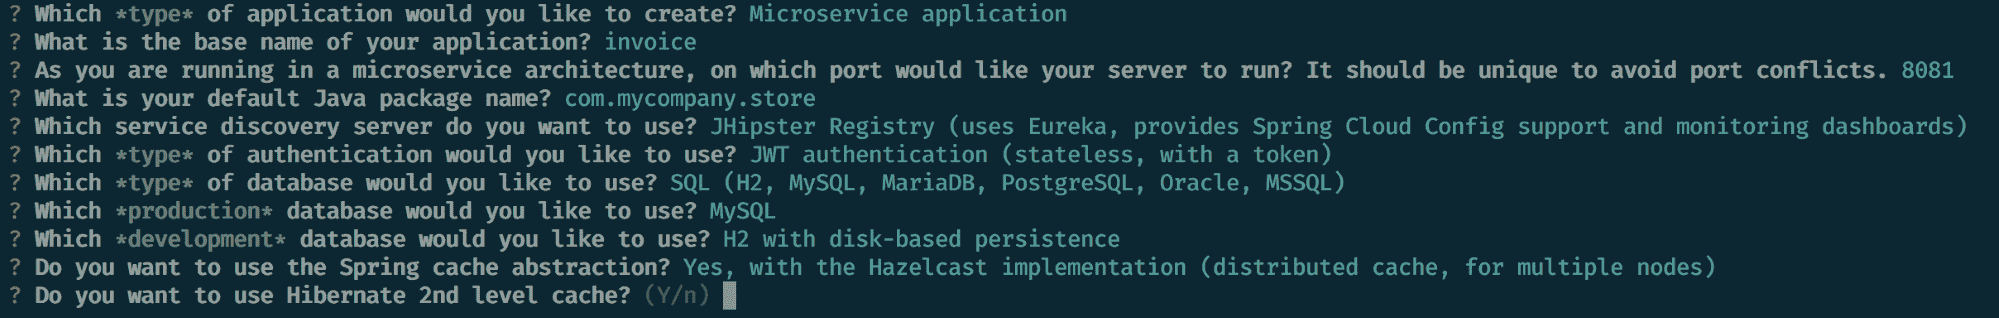 ? Which *type* of application would you like to create? Microservice application
? What is the base name of your application? invoice
? As you are running in a microservice architecture, on which port would like your server to run? It should be unique to avoid port conflicts. 8081
? What is your default Java package name? com.mycompany.store
? Which service discovery server do you want to use? JHipster Registry (uses Eureka, provides Spring Cloud Config support and monitoring dashboards)
? Which *type* of authentication would you like to use? JWT authentication (stateless, with a token)
? Which *type* of database would you like to use? SQL (H2, MySQL, MariaDB, PostgreSQL, Oracle, MSSQL)
? Which *production* database would you like to use? MySQL
? Which *development* database would you like to use? H2 with disk-based persistence
? Do you want to use the Spring cache abstraction? Yes, with the Hazelcast implementation (distributed cache, for multiple nodes)
? Do you want to use Hibernate 2nd level cache? (Y/n)